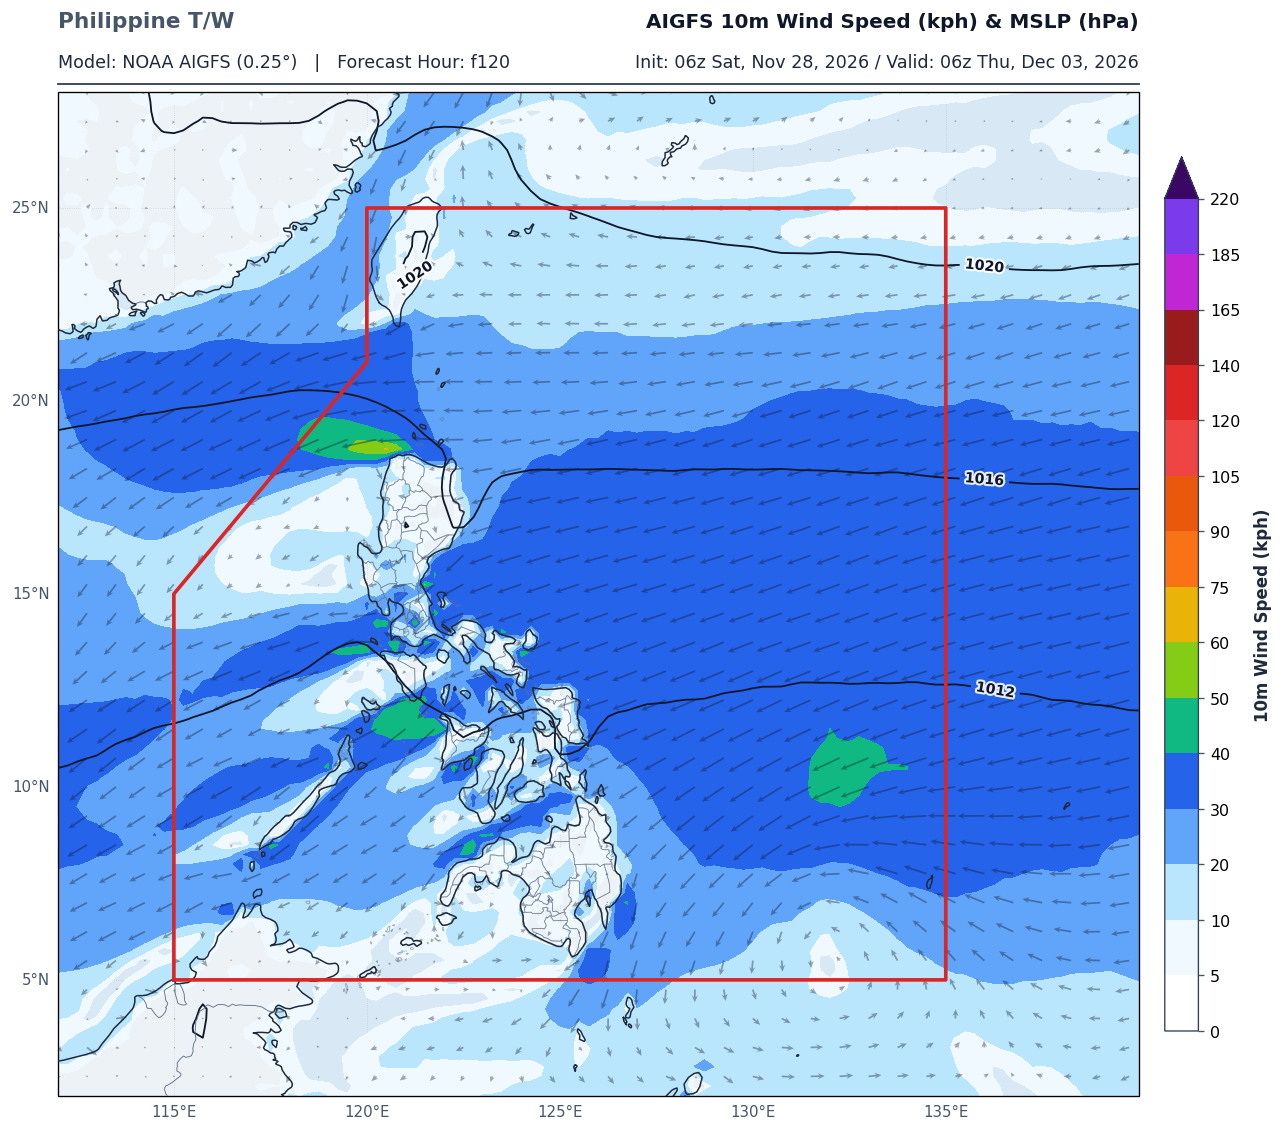 Philippine T/W
AIGFS 10m Wind Speed (kph) & MSLP (hPa)
Model: NOAA AIGFS (0.25°)   |   Forecast Hour: f120
Init: 06z Sat, Nov 28, 2026 / Valid: 06z Thu, Dec 03, 2026
25°N
20°N
15°N
10°N
5°N
1020
1020
1016
1012
115°E
120°E
125°E
130°E
135°E
220
185
165
140
120
105
90
75
60
50
40
30
20
10
5
0
10m Wind Speed (kph)